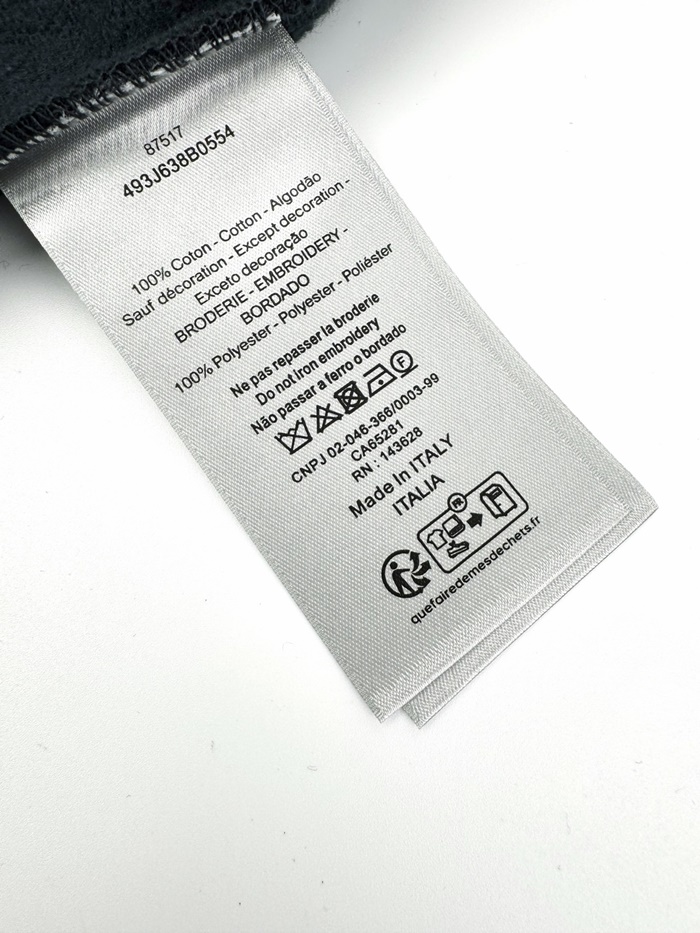 87517
493J638B0554
100% Coton - Cotton - Algodão
Sauf décoration - Except decoration -
Exceto decoração
BRODERIE - EMBROIDERY -
BORDADO
100% Polyester - Polyester - Poliéster
Ne pas repasser la broderie
Do not iron embroidery
Não passar a ferro o bordado
F
CNPJ 02-046-366/0003-99
CA65281
RN : 143628
Made In ITALY
ITALIA
FR
quefairedemesdechets.fr